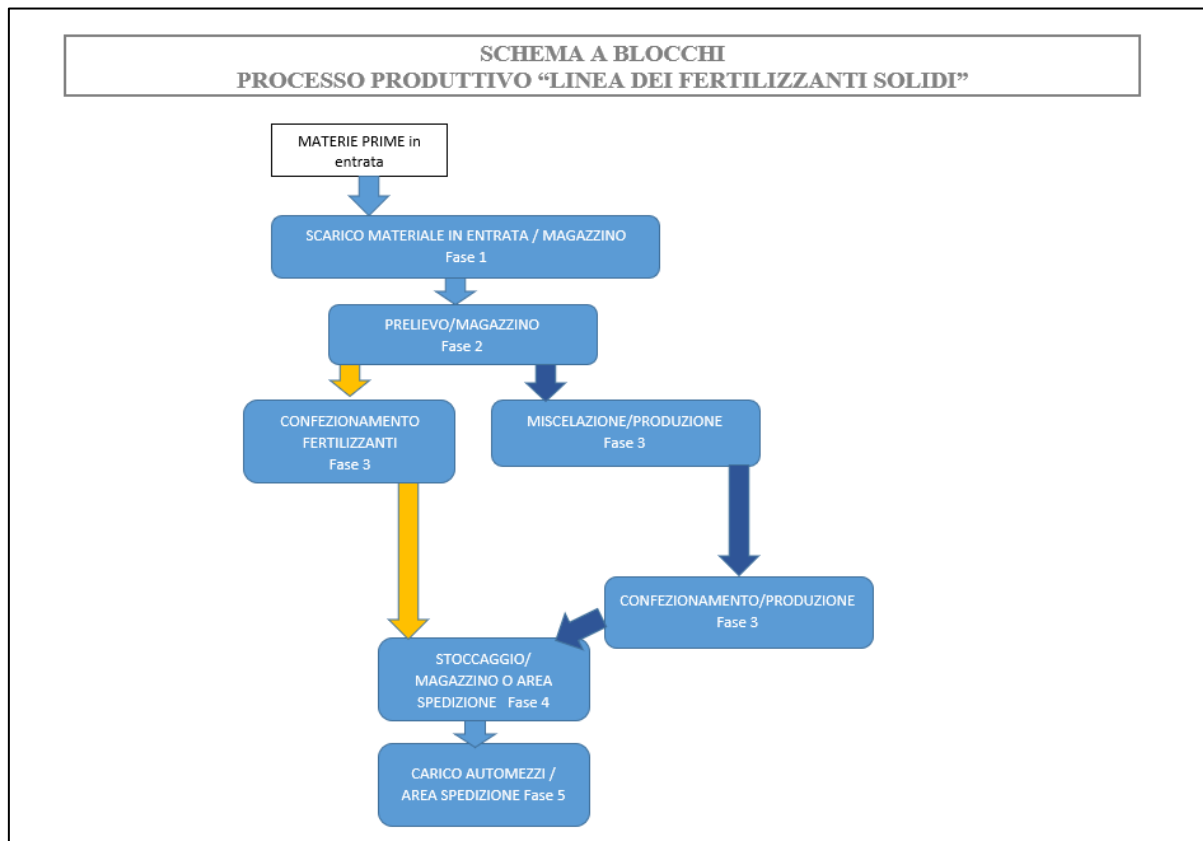 SCHEMA A BLOCCHI
PROCESSO PRODUTTIVO “LINEA DEI FERTILIZZANTI SOLIDI”
MATERIE PRIME in
entrata
SCARICO MATERIALE IN ENTRATA / MAGAZZINO
Fase 1
PRELIEVO/MAGAZZINO
Fase 2
CONFEZIONAMENTO
FERTILIZZANTI
Fase 3
MISCELAZIONE/PRODUZIONE
Fase 3
CONFEZIONAMENTO/PRODUZIONE
Fase 3
STOCCAGGIO/
MAGAZZINO O AREA
SPEDIZIONE Fase 4
CARICO AUTOMEZZI /
AREA SPEDIZIONE Fase 5